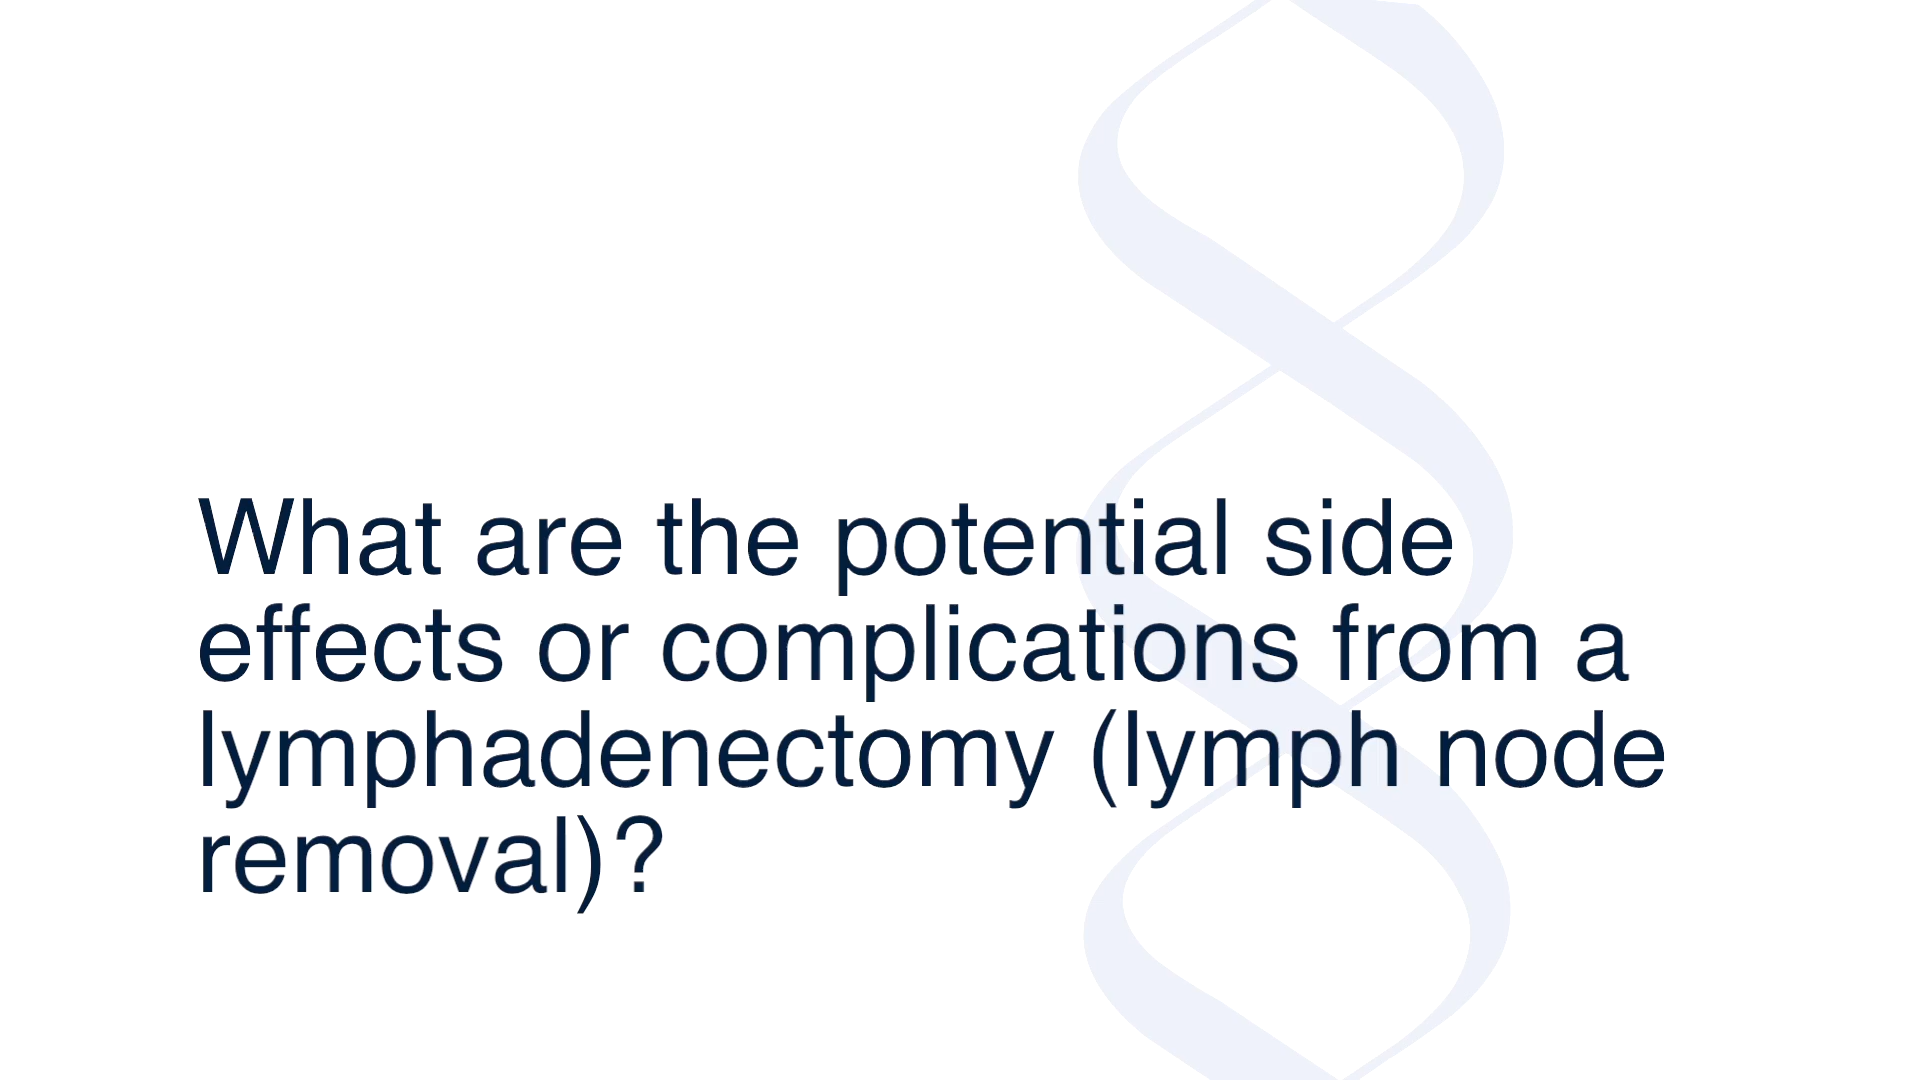 What are the potential side
effects or complications from a
lymphadenectomy (lymph node
removal)?